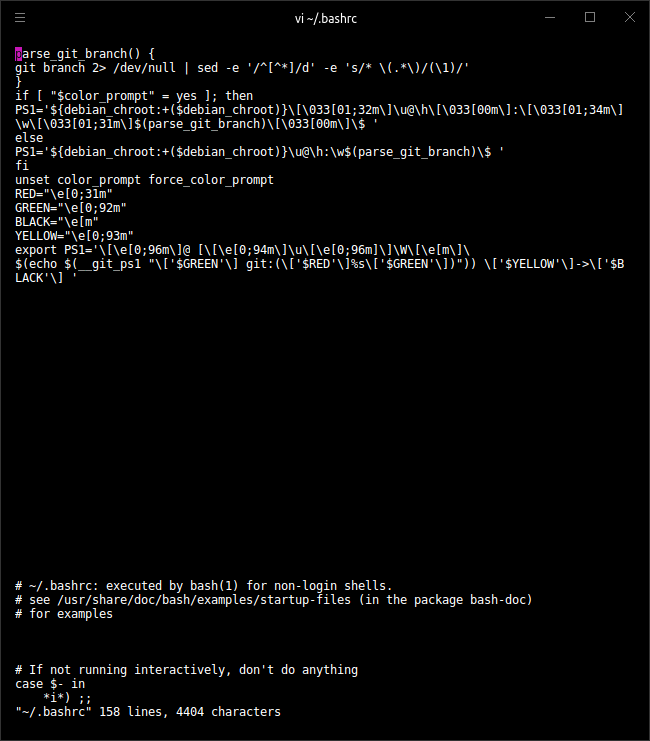 vi ~/.bashrc
parse_git_branch() {
git branch 2> /dev/null | sed -e '/^[^*]/d' -e 's/* \(.*\)/(\1)/'
}
if [ "$color_prompt" = yes ]; then
PS1='${debian_chroot:+($debian_chroot)}\[\033[01;32m\]\u@\h\[\033[00m\]:\[\033[01;34m\]
\w\[\033[01;31m\]$(parse_git_branch)\[\033[00m\]\$ '
else
PS1='${debian_chroot:+($debian_chroot)}\u@\h:\w$(parse_git_branch)\$ '
fi
unset color_prompt force_color_prompt
RED="\e[0;31m"
GREEN="\e[0;92m"
BLACK="\e[m"
YELLOW="\e[0;93m"
export PS1='\[\e[0;96m\]@ [\[\e[0;94m\]\u\[\e[0;96m]\]\W\[\e[m\]\
$(echo $(__git_ps1 "\['$GREEN'\] git:(\['$RED'\]%s\['$GREEN'\])")) \['$YELLOW'\]->\['$B
LACK'\] '
# ~/.bashrc: executed by bash(1) for non-login shells.
# see /usr/share/doc/bash/examples/startup-files (in the package bash-doc)
# for examples
# If not running interactively, don't do anything
case $- in
    *i*) ;;
"~/.bashrc" 158 lines, 4404 characters